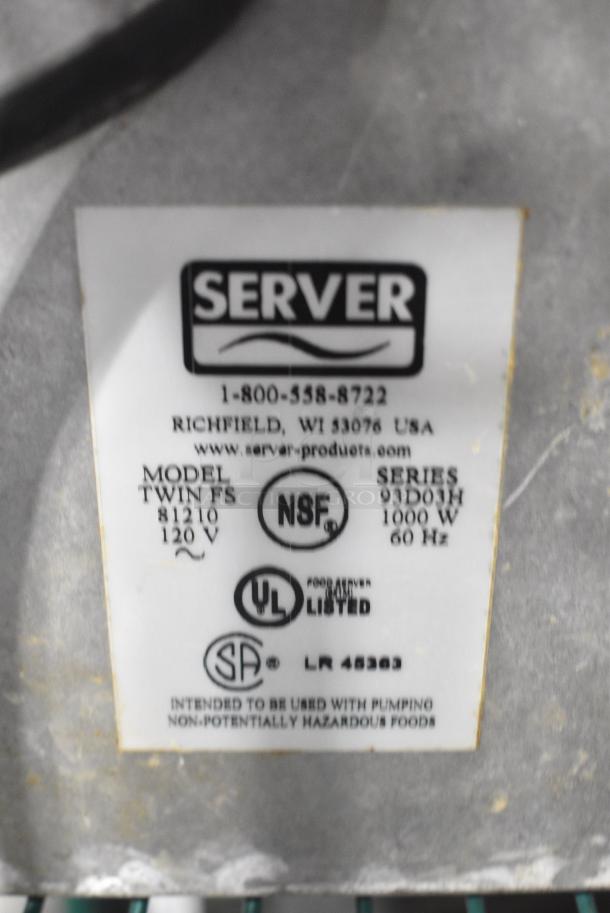 SERVER
1-800-558-8722
RICHFIELD, WI 53076 USA
www.server-products.com
MODEL
TWIN FS
81210
120 V
~
NSF®
SERIES
93D03H
1000 W
60 Hz
UL
FOOD SERVER
LISTED
SA ® LR 45363
INTENDED TO BE USED WITH PUMPING
NON-POTENTIALLY HAZARDOUS FOODS